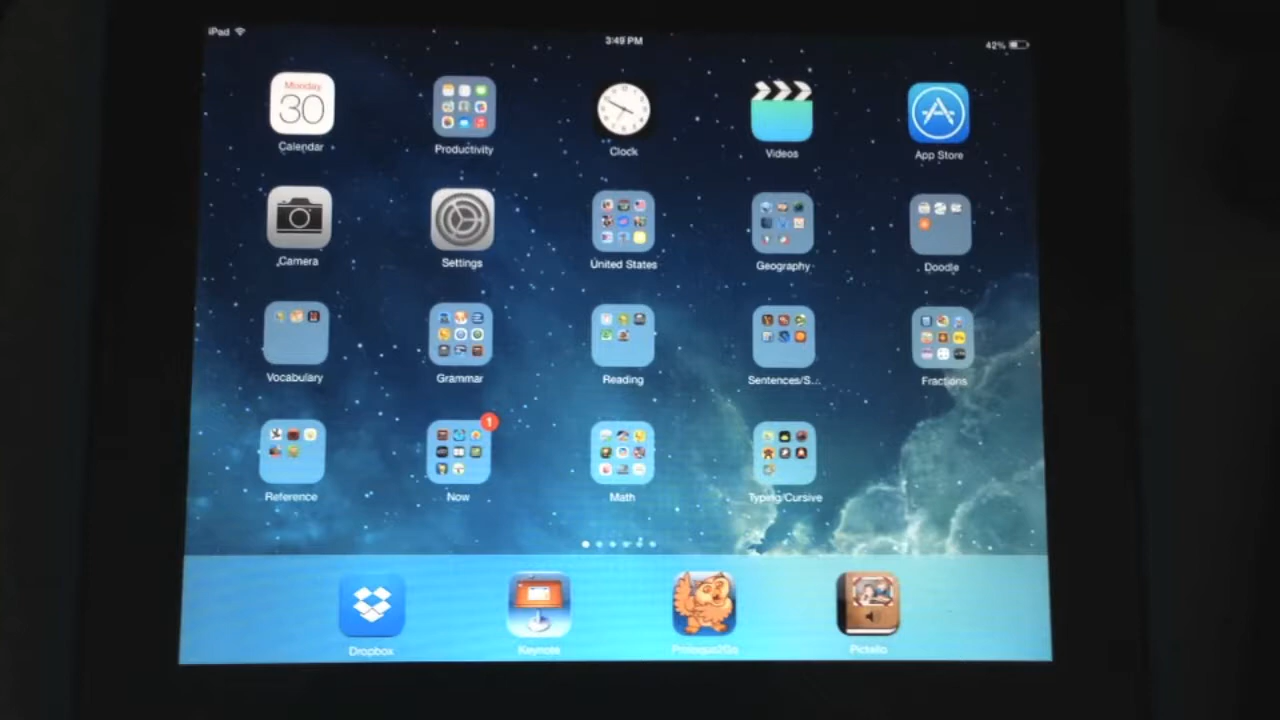 iPad
3:49 PM
42%
Monday
30
Calendar
Productivity
Clock
Videos
App Store
Camera
Settings
United States
Geography
Doodle
Vocabulary
Grammar
Reading
Sentences/S...
Fractions
1
Reference
Now
Math
Typing/Cursive
Dropbox
Keynote
Proloquo2Go
Pictello